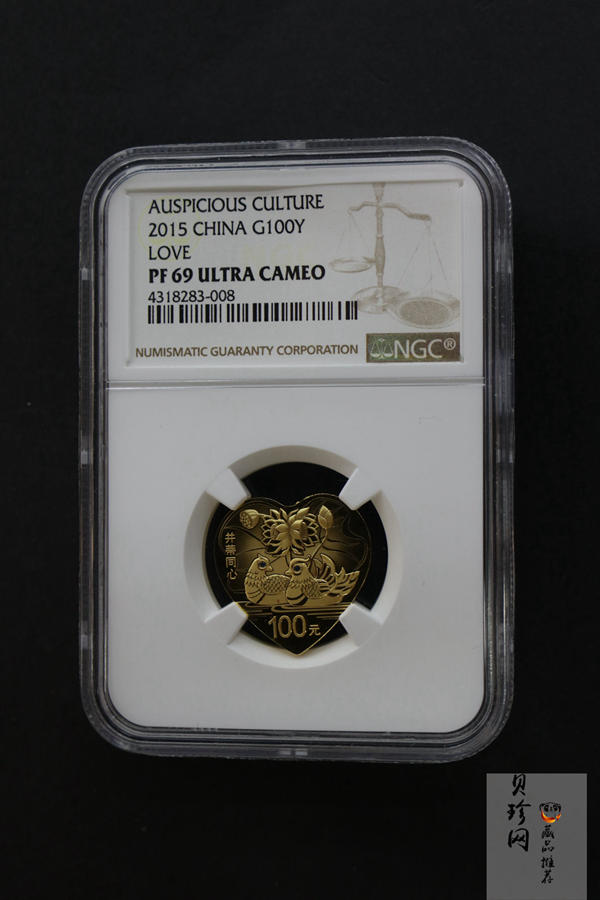 AUSPICIOUS CULTURE
2015 CHINA G100Y
LOVE
PF 69 ULTRA CAMEO
4318283-008
NUMISMATIC GUARANTY CORPORATION
NGC®
并蒂同心
100元
贝珍网
藏品推荐